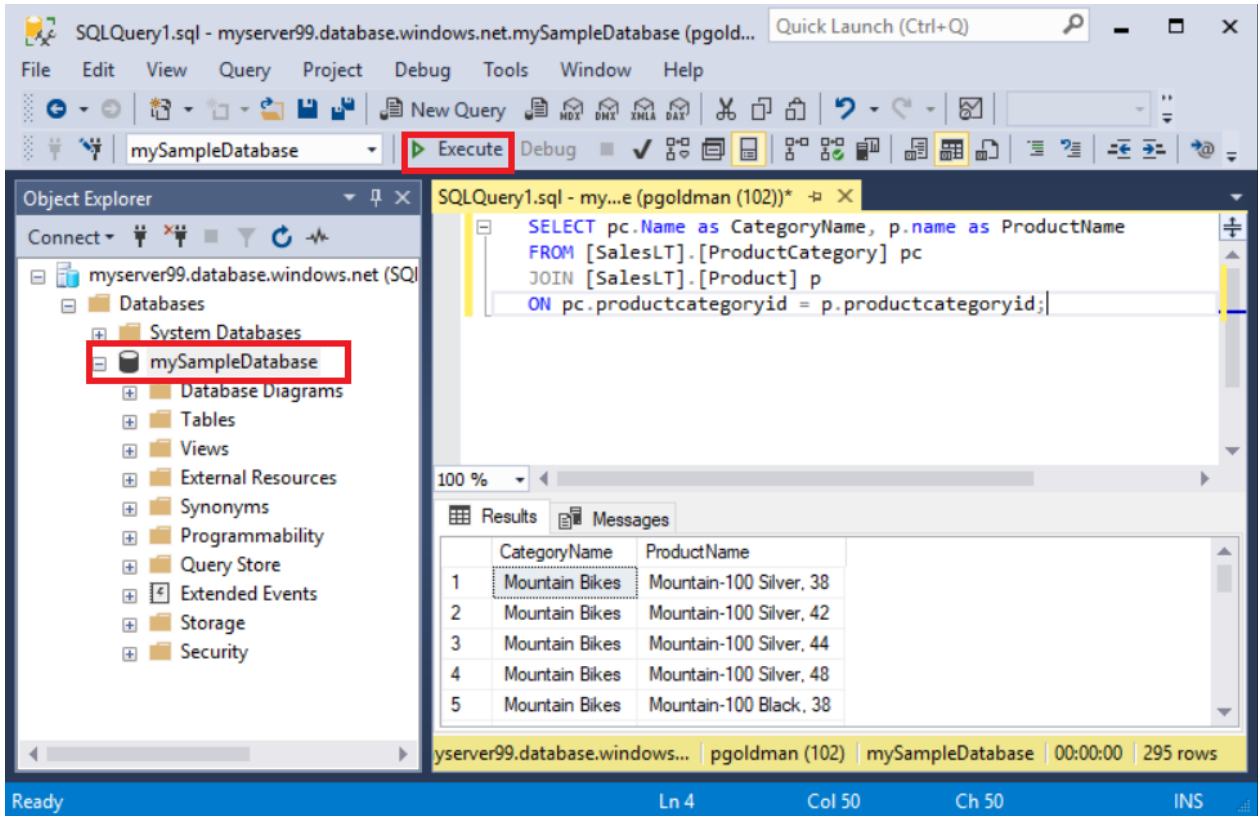 SQLQuery1.sql - myserver99.database.windows.net.mySampleDatabase (pgold...
Quick Launch (Ctrl+Q)
File Edit View Query Project Debug Tools Window Help
New Query MDX DMX XMLA DAX
mySampleDatabase Execute Debug
Object Explorer
Connect
myserver99.database.windows.net (SQl
Databases
System Databases
mySampleDatabase
Database Diagrams
Tables
Views
External Resources
Synonyms
Programmability
Query Store
Extended Events
Storage
Security
SQLQuery1.sql - my...e (pgoldman (102))*
SELECT pc.Name as CategoryName, p.name as ProductName
FROM [SalesLT].[ProductCategory] pc
JOIN [SalesLT].[Product] p
ON pc.productcategoryid = p.productcategoryid;
100 %
Results Messages
CategoryName ProductName
1 Mountain Bikes Mountain-100 Silver, 38
2 Mountain Bikes Mountain-100 Silver, 42
3 Mountain Bikes Mountain-100 Silver, 44
4 Mountain Bikes Mountain-100 Silver, 48
5 Mountain Bikes Mountain-100 Black, 38
yserver99.database.windows... pgoldman (102) mySampleDatabase 00:00:00 295 rows
Ready Ln 4 Col 50 Ch 50 INS